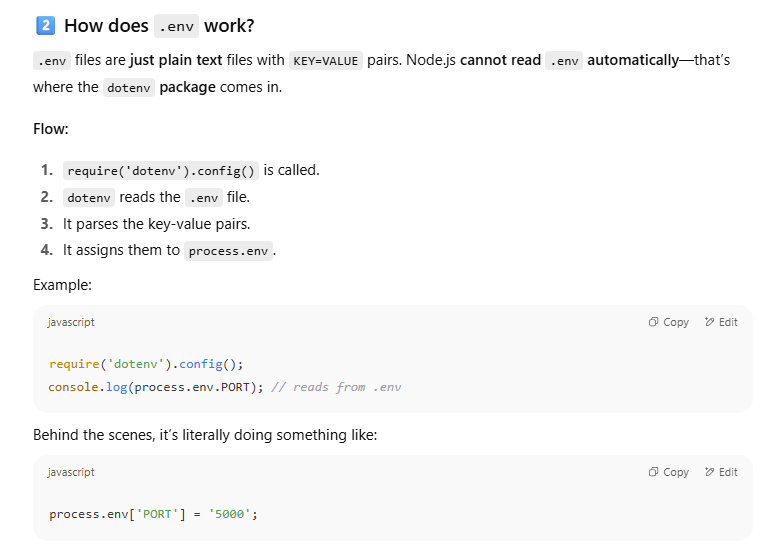 2 How does .env work?
.env files are just plain text files with KEY=VALUE pairs. Node.js cannot read .env automatically—that’s
where the dotenv package comes in.
Flow:
1. require('dotenv').config() is called.
2. dotenv reads the .env file.
3. It parses the key-value pairs.
4. It assigns them to process.env.
Example:
javascript Copy Edit
require('dotenv').config();
console.log(process.env.PORT); // reads from .env
Behind the scenes, it’s literally doing something like:
javascript Copy Edit
process.env['PORT'] = '5000';